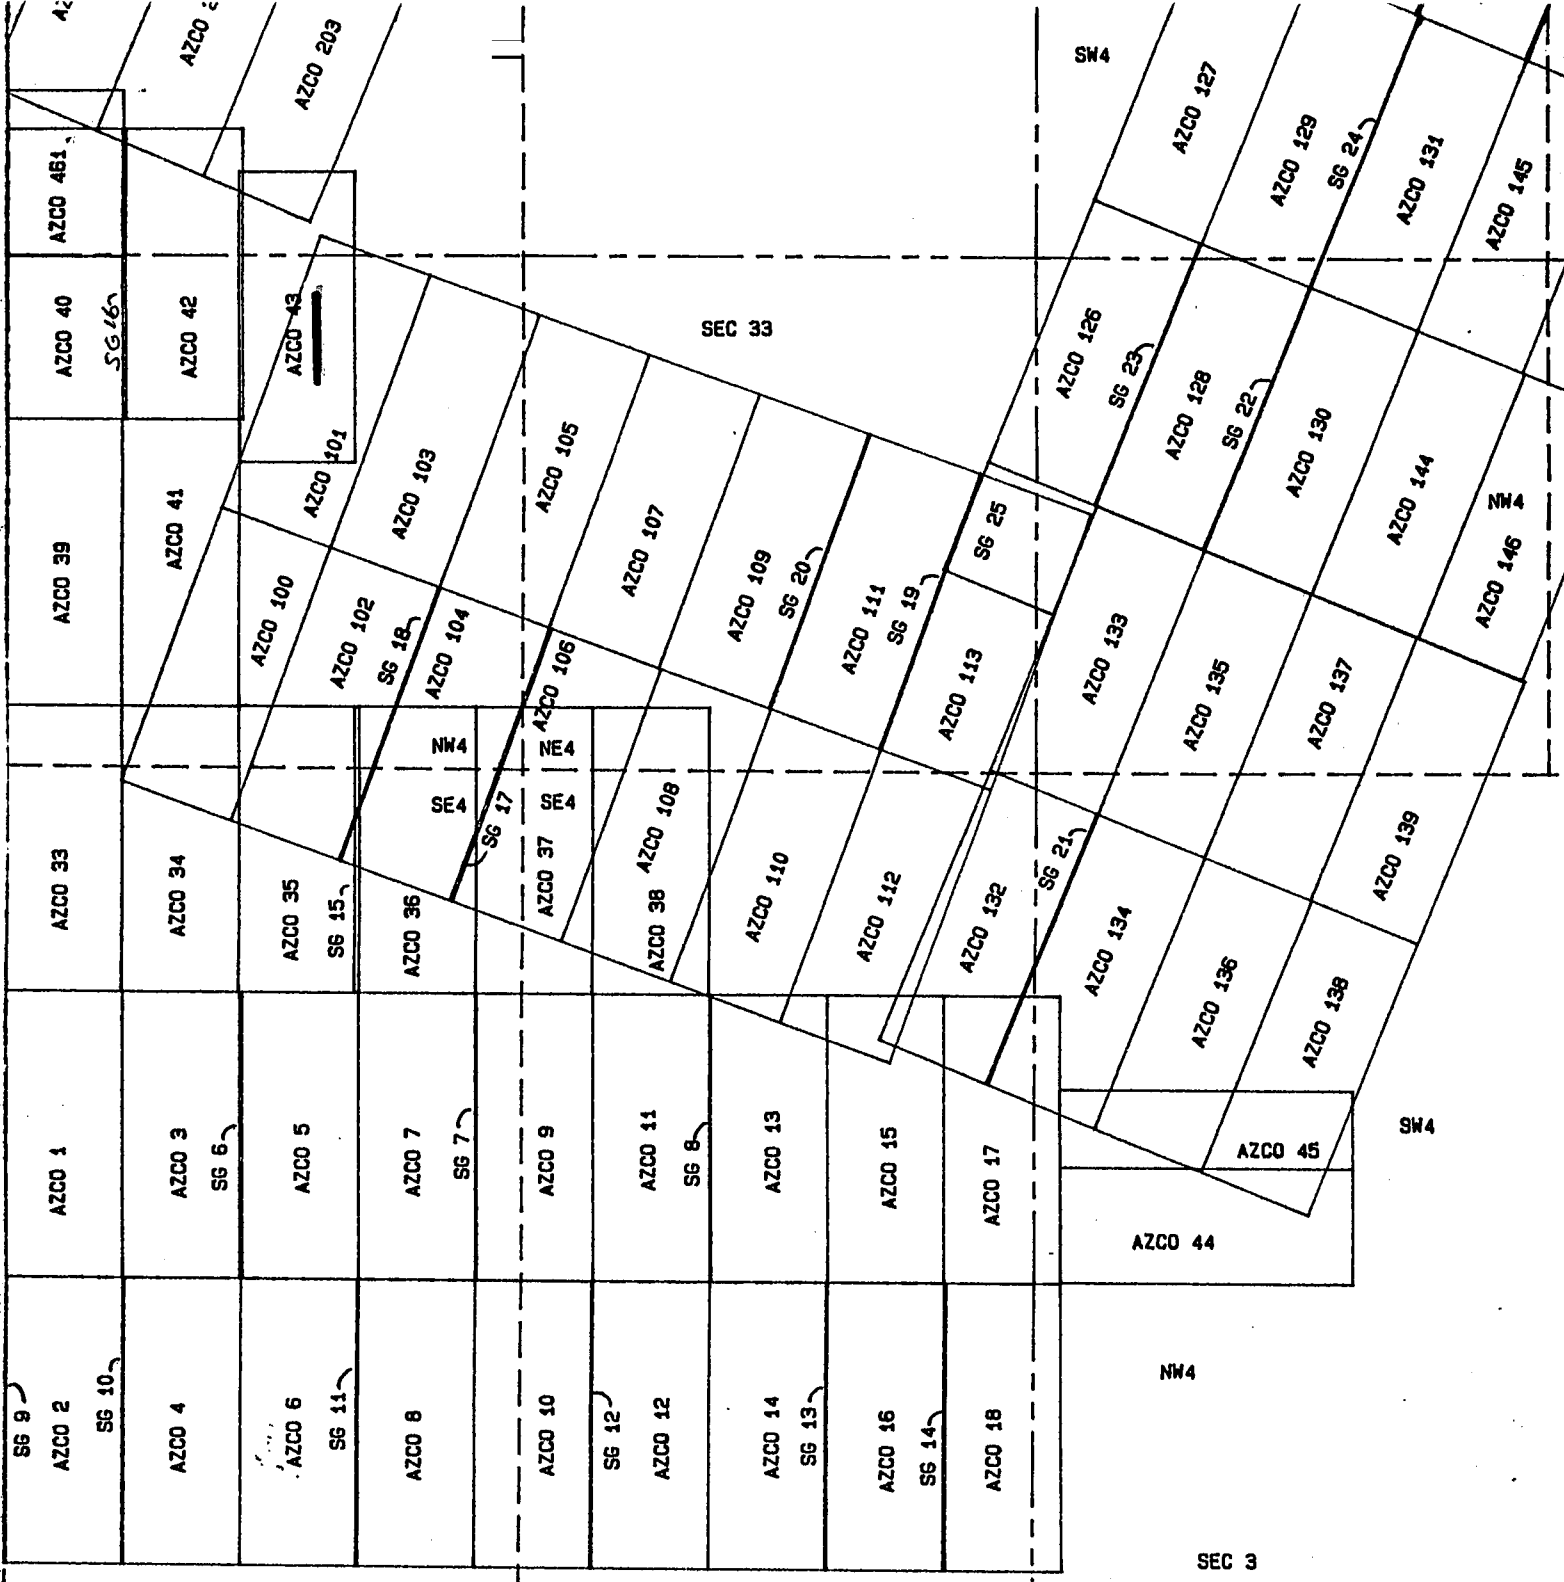 AZCO 203
SW4
AZCO 127
AZCO 129
SG 24
AZCO 131
AZCO 145
AZCO 461
AZCO 40
SG 16
AZCO 42
AZCO 43
SEC 33
AZCO 126
SG 23
AZCO 128
SG 22
AZCO 130
AZCO 144
NW4
AZCO 146
AZCO 39
AZCO 41
AZCO 101
AZCO 103
AZCO 105
AZCO 107
AZCO 109
SG 20
AZCO 111
SG 19
SG 25
AZCO 113
AZCO 133
AZCO 135
AZCO 137
AZCO 100
AZCO 102
SG 18
AZCO 104
AZCO 106
NW4
NE4
SE4
SG 17
SE4
AZCO 108
AZCO 33
AZCO 34
AZCO 35
SG 15
AZCO 36
AZCO 37
AZCO 38
AZCO 110
AZCO 112
AZCO 132
SG 21
AZCO 134
AZCO 136
AZCO 138
AZCO 139
AZCO 1
AZCO 3
SG 6
AZCO 5
AZCO 7
SG 7
AZCO 9
AZCO 11
SG 8
AZCO 13
AZCO 15
AZCO 17
AZCO 45
SW4
AZCO 44
SG 9
AZCO 2
SG 10
AZCO 4
AZCO 6
SG 11
AZCO 8
AZCO 10
SG 12
AZCO 12
AZCO 14
SG 13
AZCO 16
SG 14
AZCO 18
NW4
SEC 3